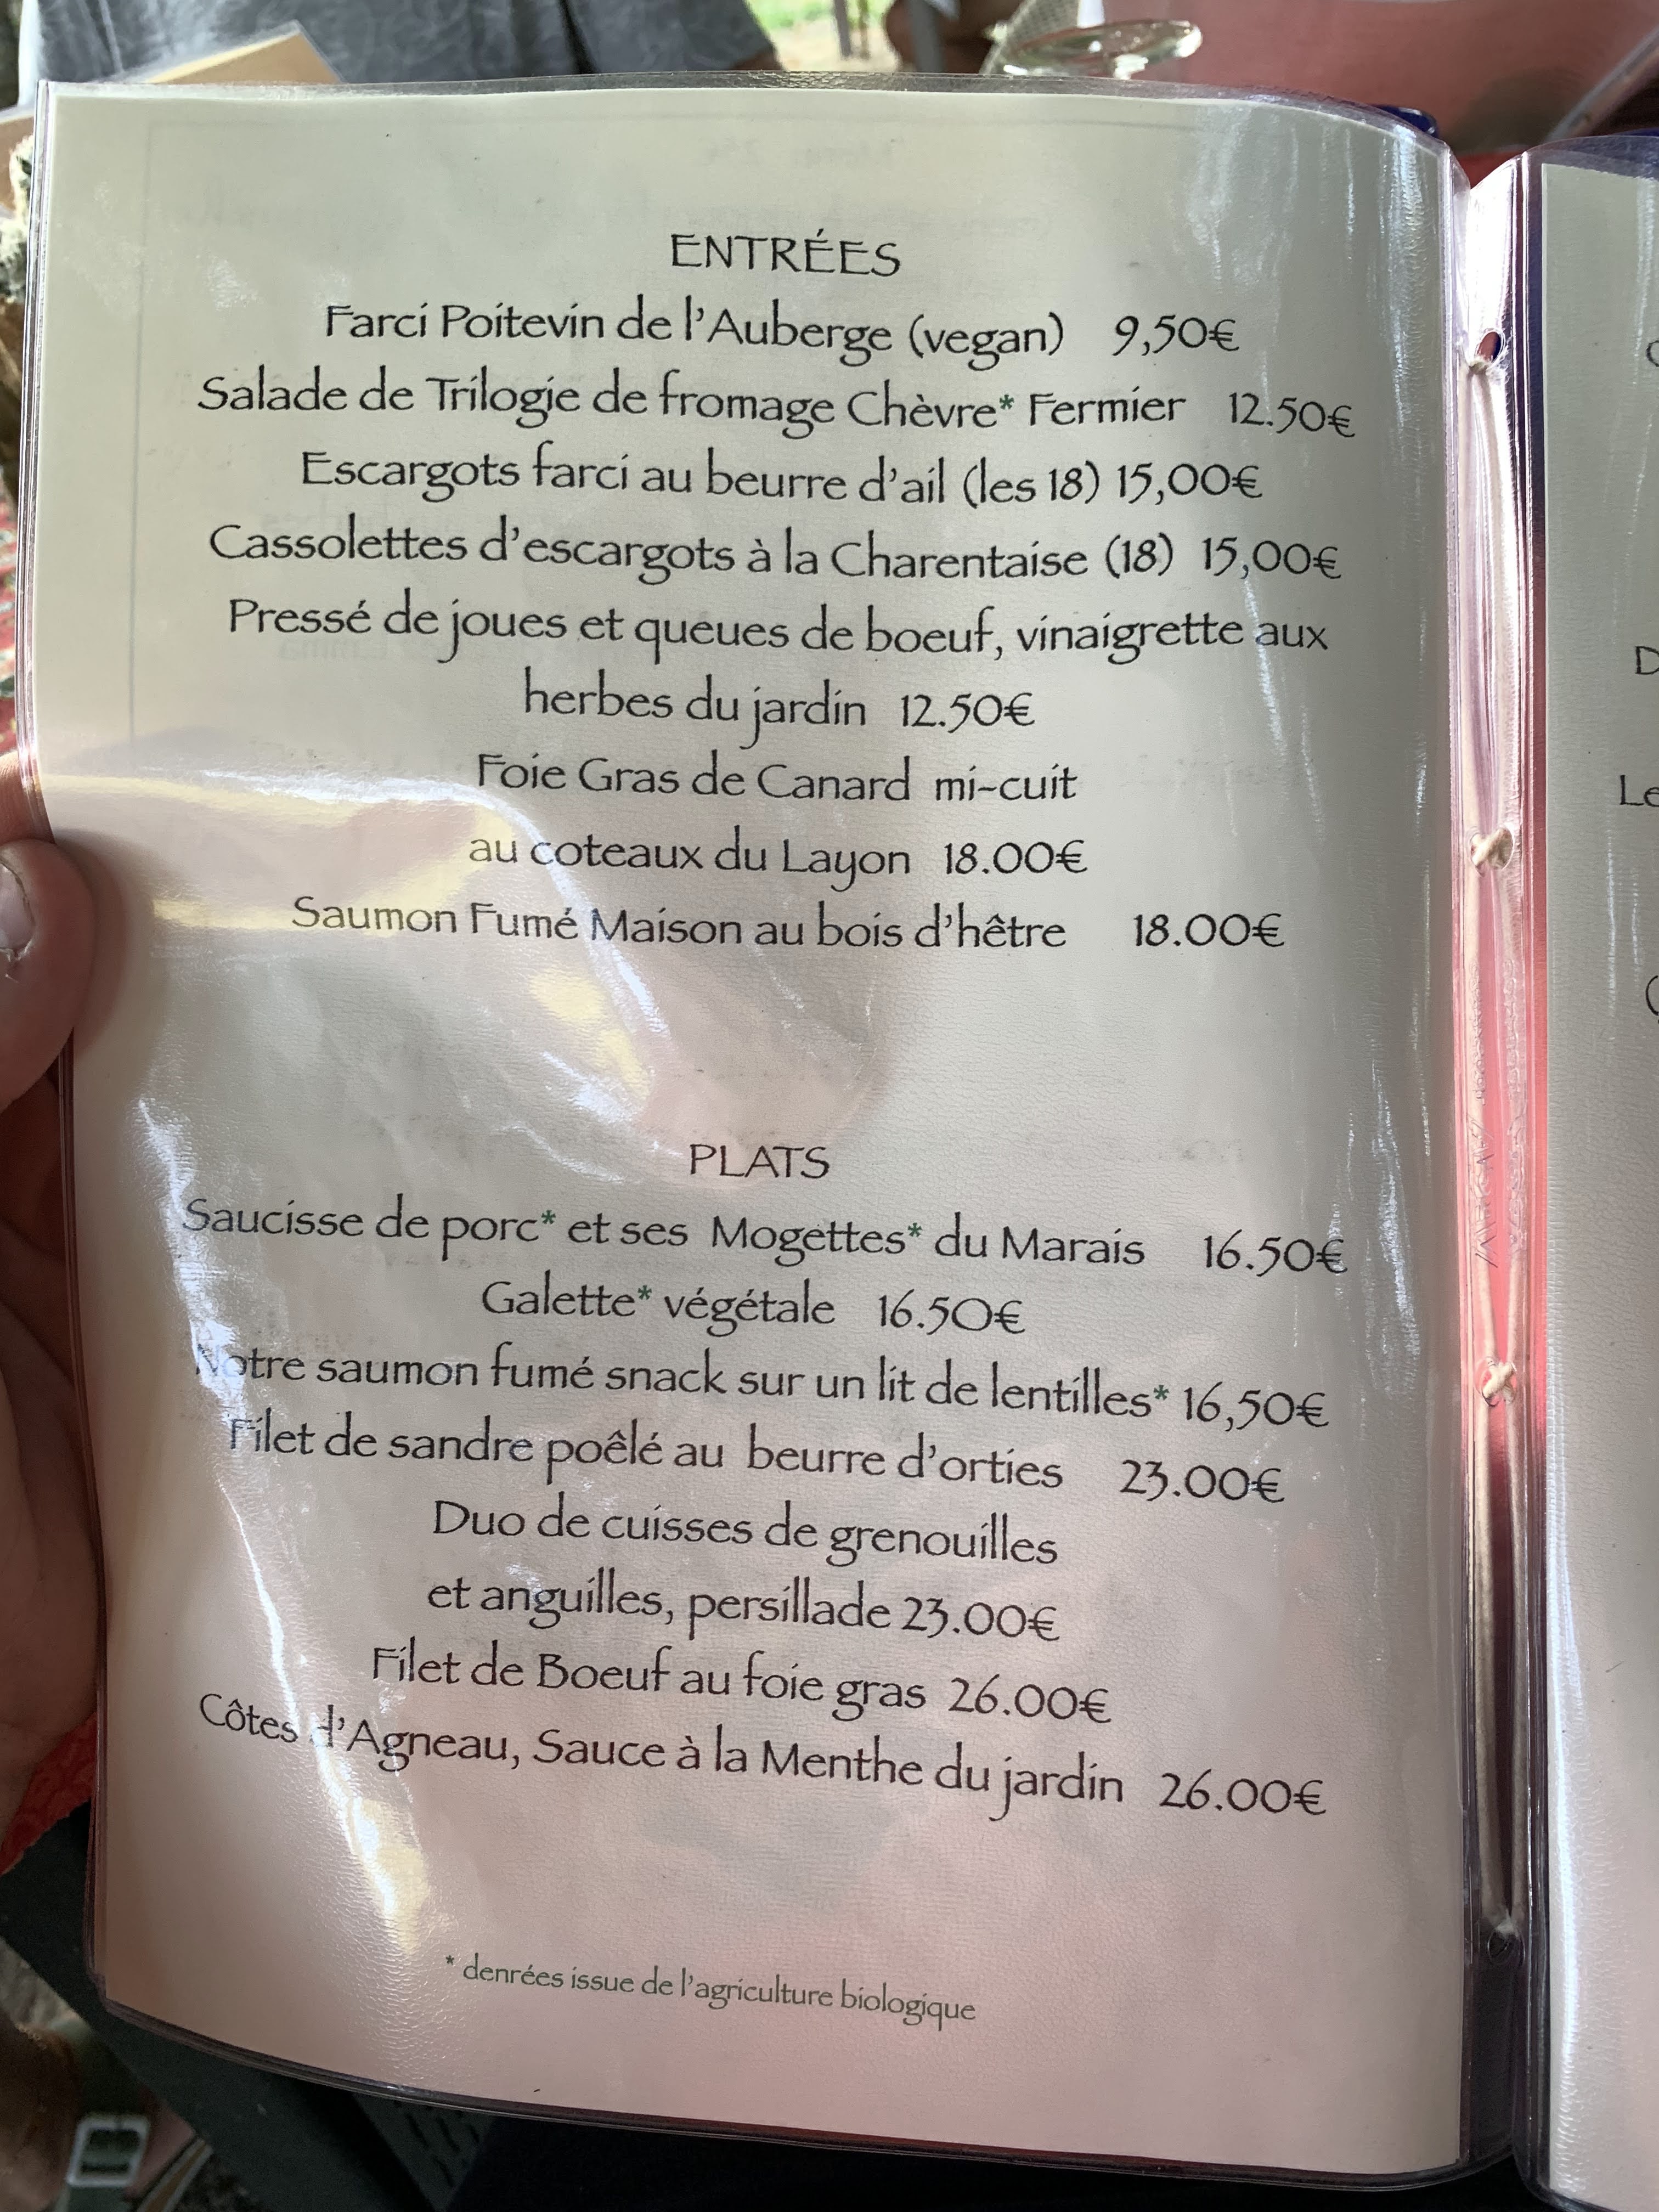 ENTRÉES
Farci Poitevin de l'Auberge (vegan) 9,50€
Salade de Trilogie de fromage Chèvre* Fermier 12.50€
Escargots farci au beurre d'ail (les 18) 15,00€
Cassolettes d'escargots à la Charentaise (18) 15,00€
Pressé de joues et queues de boeuf, vinaigrette aux
herbes du jardin 12.50€
Foie Gras de Canard mi-cuit
au coteaux du Layon 18.00€
Saumon Fumé Maison au bois d'hêtre 18.00€
PLATS
Saucisse de porc* et ses Mogettes* du Marais 16.50€
Galette* végétale 16.50€
Notre saumon fumé snack sur un lit de lentilles* 16,50€
Filet de sandre poêlé au beurre d'orties 23.00€
Duo de cuisses de grenouilles
et anguilles, persillade 23.00€
Filet de Boeuf au foie gras 26.00€
Côtes d'Agneau, Sauce à la Menthe du jardin 26.00€
* denrées issue de l'agriculture biologique